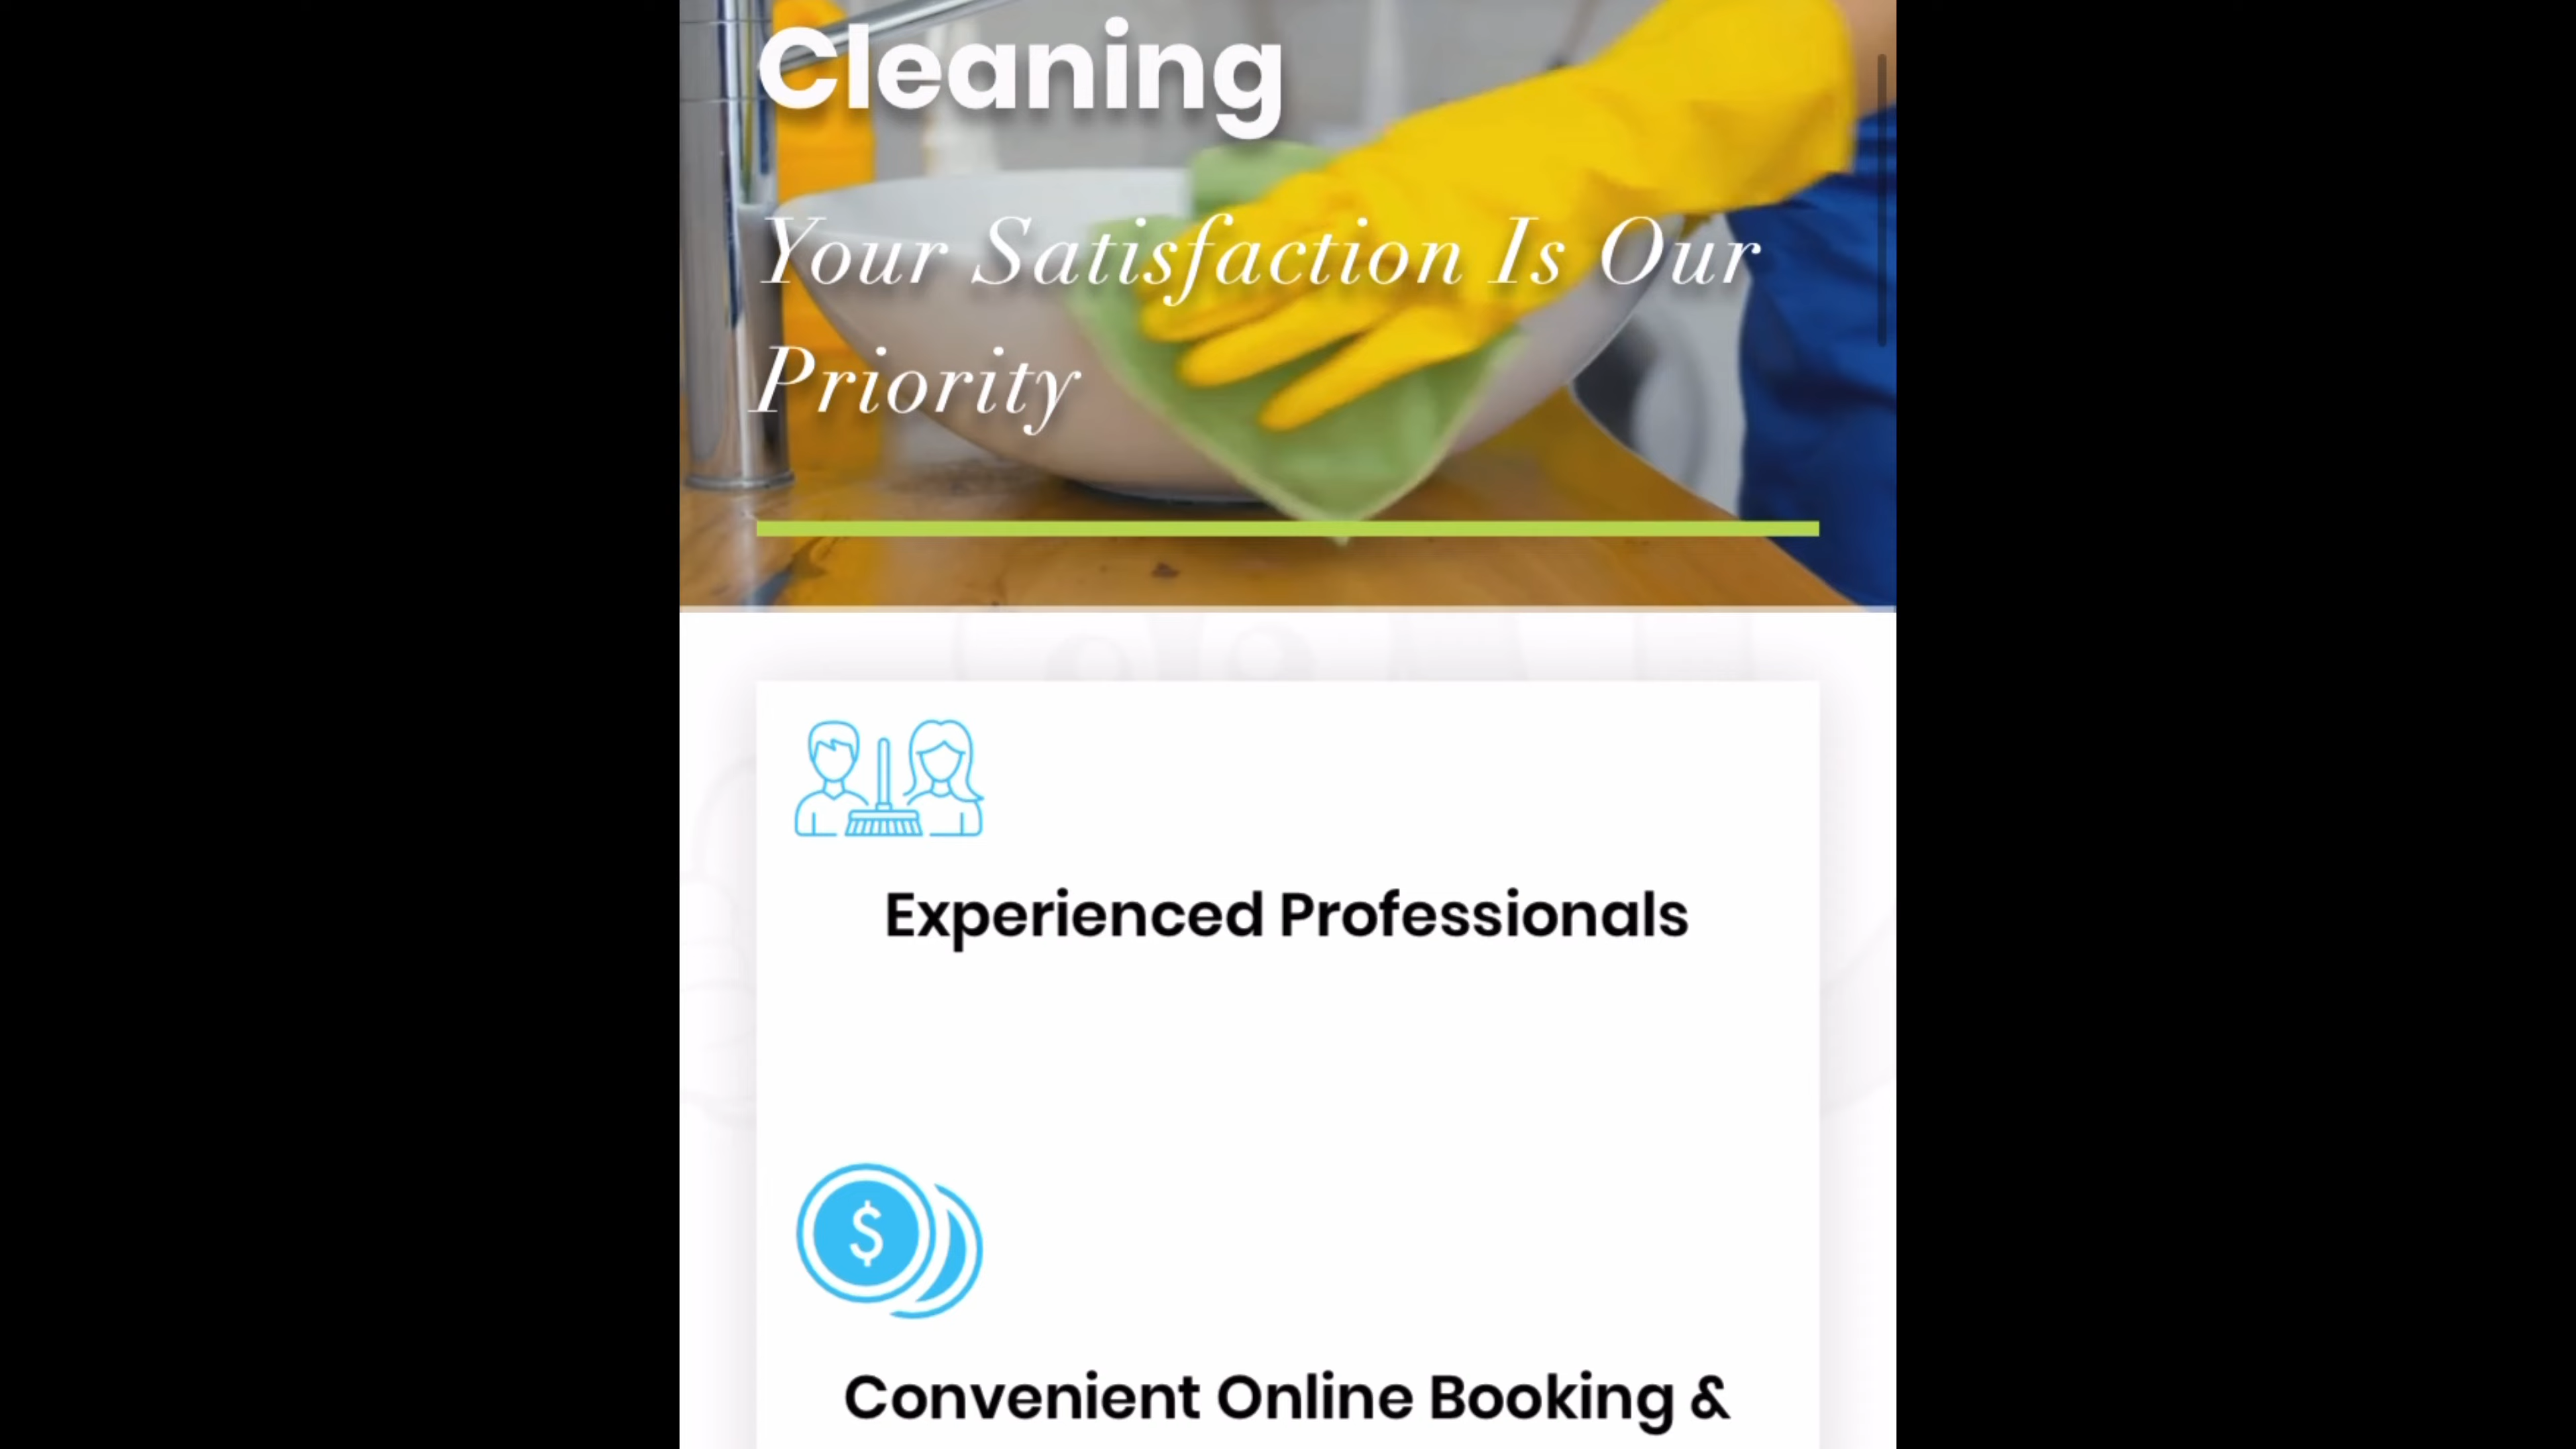 Cleaning
Your Satisfaction Is Our
Priority
Experienced Professionals
$
Convenient Online Booking &